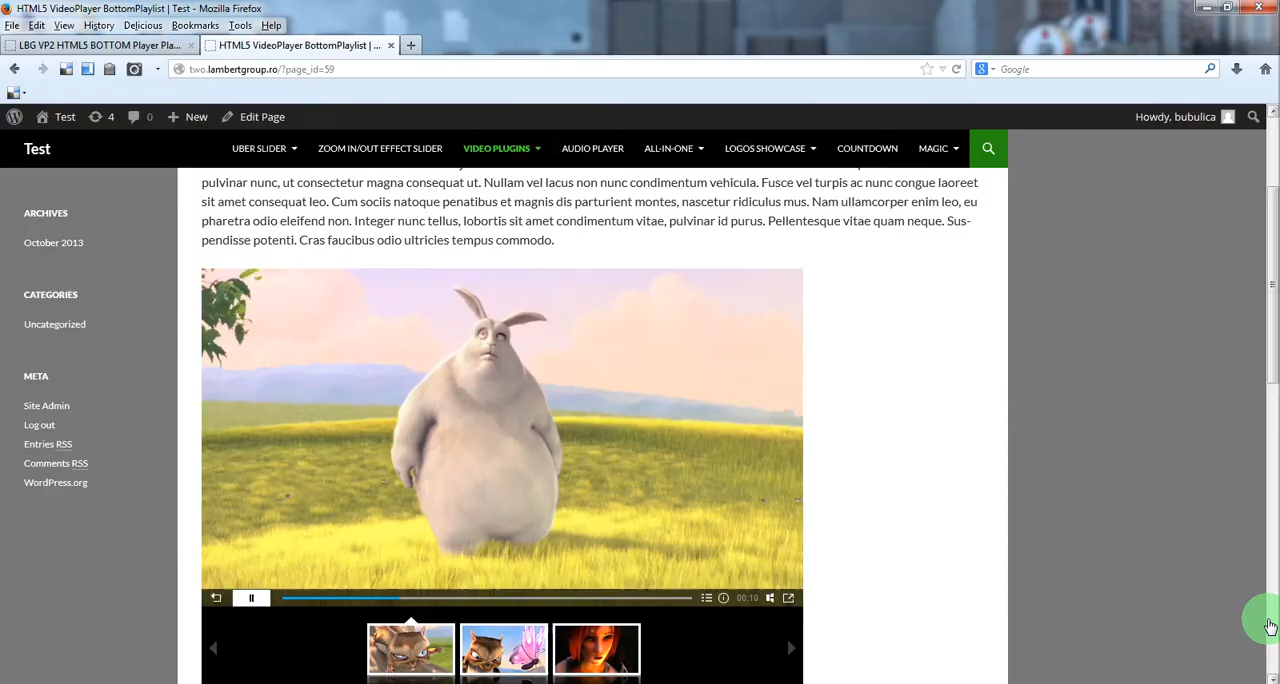 HTML5 VideoPlayer BottomPlaylist | Test - Mozilla Firefox
File Edit View History Delicious Bookmarks Tools Help
LBG VP2 HTML5 BOTTOM Player Pla... HTML5 VideoPlayer BottomPlaylist | ...
two.lambertgroup.ro/?page_id=59
Google
Test 4 0 New Edit Page Howdy, bubulica
Test UBER SLIDER ZOOM IN/OUT EFFECT SLIDER VIDEO PLUGINS AUDIO PLAYER ALL-IN-ONE LOGOS SHOWCASE COUNTDOWN MAGIC
pulvinar nunc, ut consectetur magna consequat ut. Nullam vel lacus non nunc condimentum vehicula. Fusce vel turpis ac nunc congue laoreet
sit amet consequat leo. Cum sociis natoque penatibus et magnis dis parturient montes, nascetur ridiculus mus. Nam ullamcorper enim leo, eu
pharetra odio eleifend non. Integer nunc tellus, lobortis sit amet condimentum vitae, pulvinar id purus. Pellentesque vitae quam neque. Sus-
pendisse potenti. Cras faucibus odio ultricies tempus commodo.
ARCHIVES
October 2013
CATEGORIES
Uncategorized
META
Site Admin
Log out
Entries RSS
Comments RSS
WordPress.org
00:10